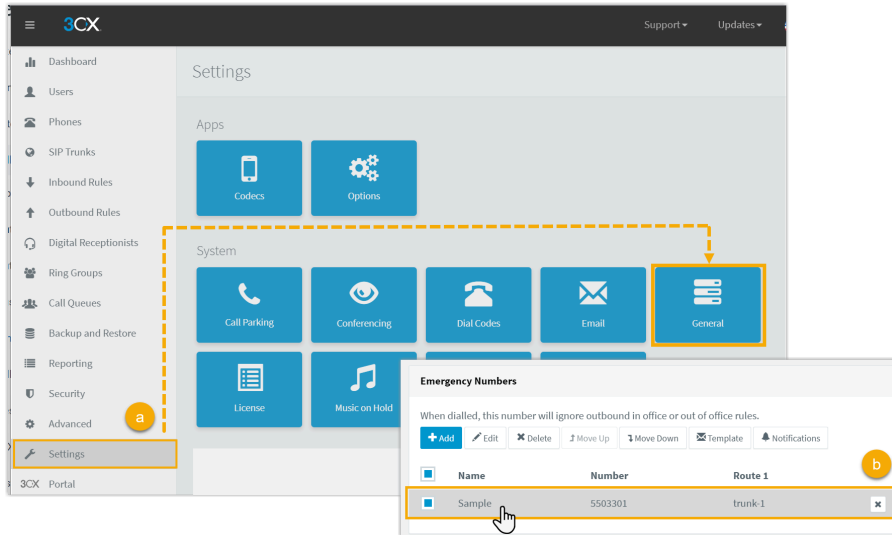 3CX
Support
Updates
Dashboard
Users
Phones
SIP Trunks
Inbound Rules
Outbound Rules
Digital Receptionists
Ring Groups
Call Queues
Backup and Restore
Reporting
Security
Advanced
a
Settings
3CX Portal
Settings
Apps
Codecs
Options
System
Call Parking
Conferencing
Dial Codes
Email
General
License
Music on Hold
Emergency Numbers
When dialled, this number will ignore outbound in office or out of office rules.
Add Edit Delete Move Up Move Down Template Notifications
b
Name Number Route 1
Sample 5503301 trunk-1